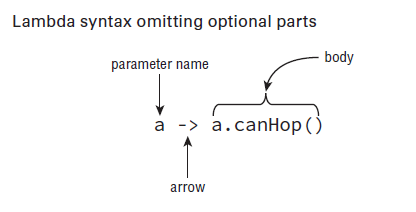 Lambda syntax omitting optional parts
parameter name
body
a -> a.canHop()
arrow